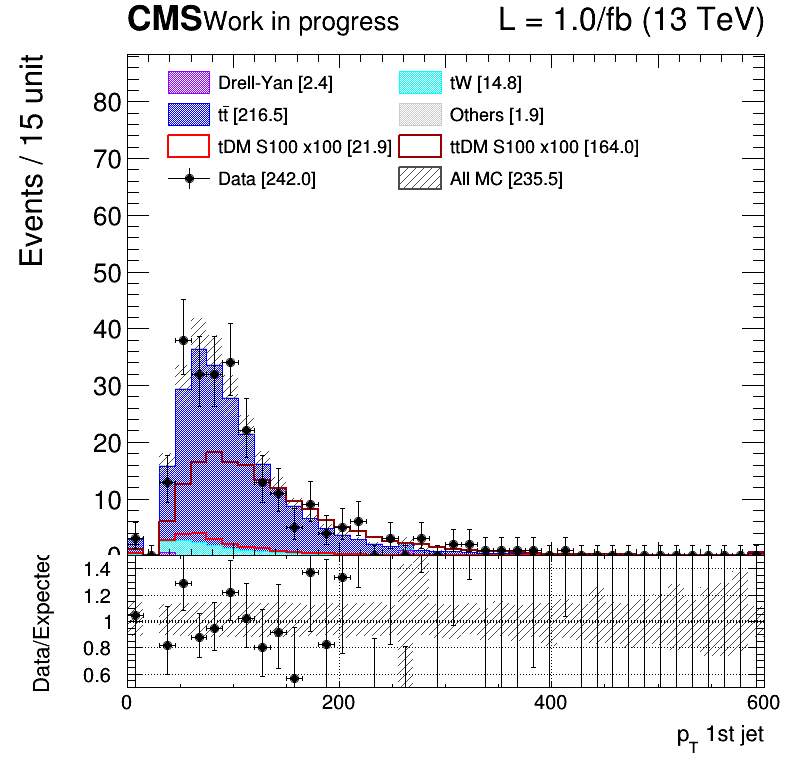 CMS Work in progress L = 1.0/fb (13 TeV)
Events / 15 unit
Drell-Yan [2.4] tW [14.8]
tt̄ [216.5] Others [1.9]
tDM S100 x100 [21.9] ttDM S100 x100 [164.0]
Data [242.0] All MC [235.5]
80
70
60
50
40
30
20
10
0
Data/Expected
1.4
1.2
1
0.8
0.6
0 200 400 600
p_T 1st jet